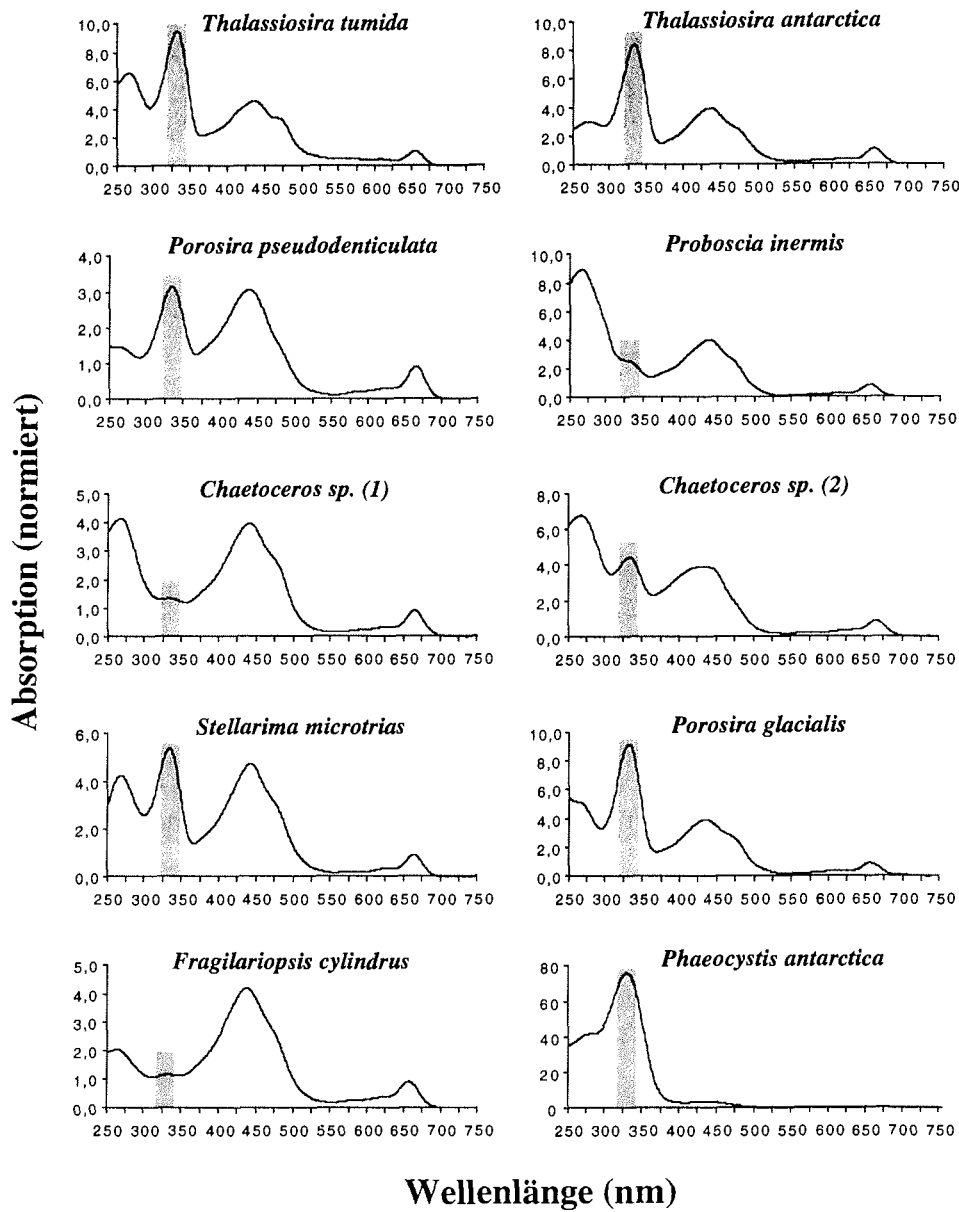 Thalassiosira tumida
10,0
8,0
6,0
4,0
2,0
0,0
250 300 350 400 450 500 550 600 650 700 750
Thalassiosira antarctica
10,0
8,0
6,0
4,0
2,0
0,0
250 300 350 400 450 500 550 600 650 700 750
Porosira pseudodenticulata
4,0
3,0
2,0
1,0
0,0
250 300 350 400 450 500 550 600 650 700 750
Proboscia inermis
10,0
8,0
6,0
4,0
2,0
0,0
250 300 350 400 450 500 550 600 650 700 750
Chaetoceros sp. (1)
5,0
4,0
3,0
2,0
1,0
0,0
250 300 350 400 450 500 550 600 650 700 750
Chaetoceros sp. (2)
8,0
6,0
4,0
2,0
0,0
250 300 350 400 450 500 550 600 650 700 750
Stellarima microtrias
6,0
4,0
2,0
0,0
250 300 350 400 450 500 550 600 650 700 750
Porosira glacialis
10,0
8,0
6,0
4,0
2,0
0,0
250 300 350 400 450 500 550 600 650 700 750
Fragilariopsis cylindrus
5,0
4,0
3,0
2,0
1,0
0,0
250 300 350 400 450 500 550 600 650 700 750
Phaeocystis antarctica
80
60
40
20
0
250 300 350 400 450 500 550 600 650 700 750
Absorption (normiert)
Wellenlänge (nm)